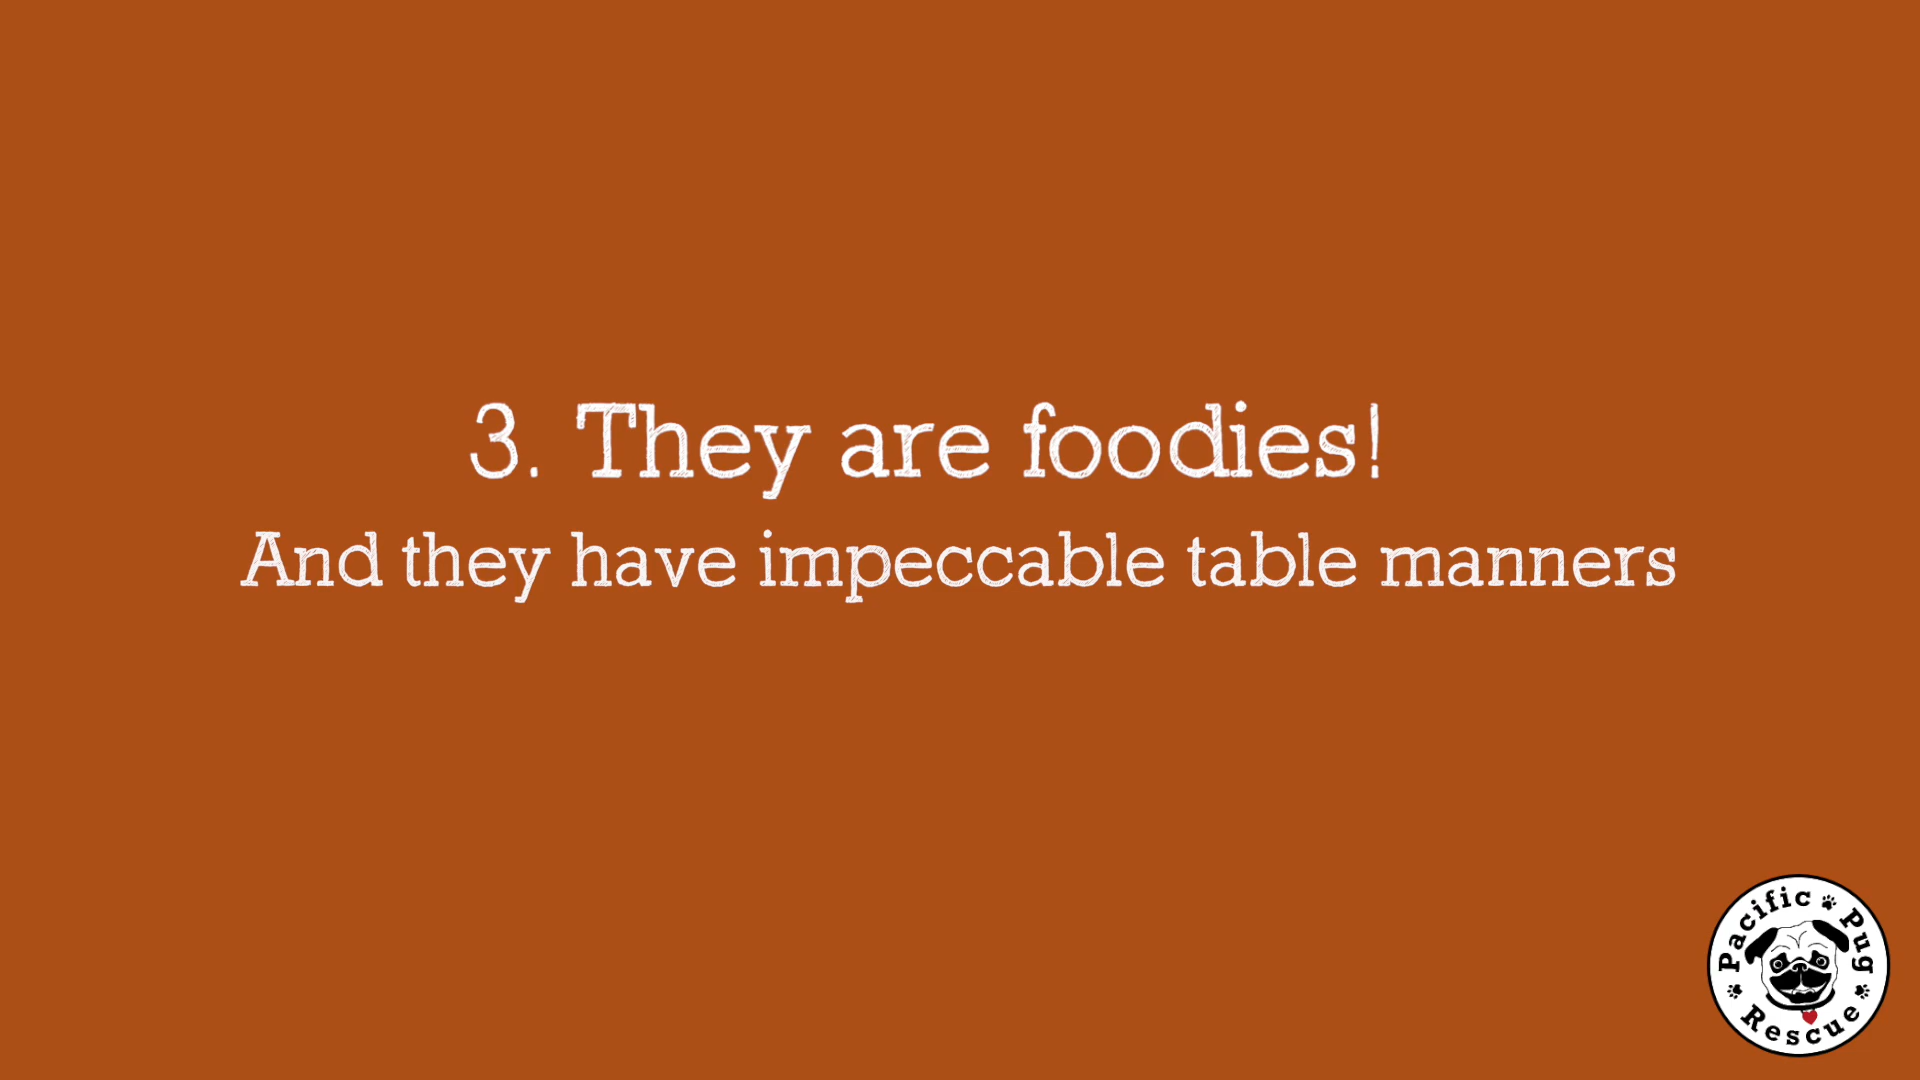 3. They are foodies!
And they have impeccable table manners
Pacific Pug
Rescue